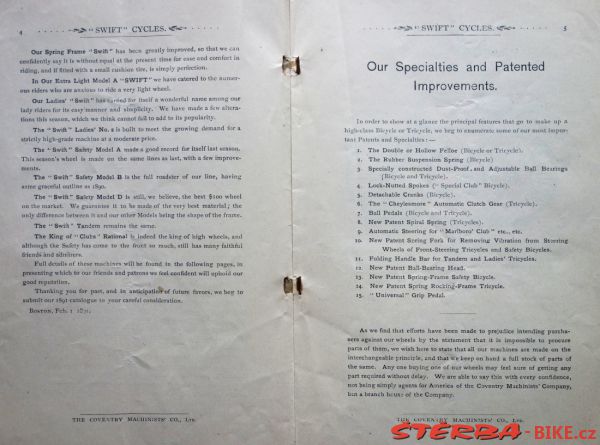 4 "SWIFT" CYCLES.
Our Spring Frame "Swift" has been greatly improved, so that we can
confidently say it is without equal at the present time for ease and comfort in
riding, and if fitted with a small cushion tire, is simply perfection.
In Our Extra Light Model A "SWIFT" we have catered to the numer-
ous riders who are anxious to ride a very light wheel.
Our Ladies' "Swift" has earned for itself a wonderful name among our
lady riders for its easy manner and simplicity. We have made a few altera-
tions this season, which we think cannot fail to add to its popularity.
The "Swift" Ladies' No. 2 is built to meet the growing demand for a
strictly high-grade machine at a moderate price.
The "Swift" Safety Model A made a good record for itself last season.
This season's wheel is made on the same lines as last, with a few improve-
ments.
The "Swift" Safety Model B is the full roadster of our line, having
same graceful outline as 1890.
The "Swift" Safety Model D is still, we believe, the best $100 wheel
on the market. We guarantee it to be made of the very best material; the
only difference between it and our other Models being the shape of the frame.
The "Swift" Tandem remains the same.
The King of "Clubs" Rational is indeed the king of high wheels, and
although the Safety has come to the front so much, still has many faithful
friends and admirers.
Full details of these machines will be found in the following pages, in
presenting which to our friends and patrons we feel confident will uphold our
good reputation.
Thanking you for past, and in anticipation of future favors, we beg to
submit our 1891 catalogue to your careful consideration.
Boston, Feb. 1 1891.
THE COVENTRY MACHINISTS' CO., Ltd.
"SWIFT" CYCLES. 5
Our Specialties and Patented
Improvements.
In order to show at a glance the principal features that go to make up a
high-class Bicycle or Tricycle, we beg to enumerate some of our most impor-
tant Patents and Specialties: —
1. The Double or Hollow Felloe (Bicycle or Tricycle).
2. The Rubber Suspension Spring (Bicycle)
3. Specially constructed Dust-Proof and Adjustable Ball Bearings
(Bicycle and Tricycle).
4. Lock-Nutted Spokes ("Special Club" Bicycle).
5. Detachable Cranks (Bicycle).
6. The "Cheylesmore" Automatic Clutch Gear (Tricycle).
7. Ball Pedals (Bicycle and Tricycle).
8. New Patent Spiral Spring (Tricycles).
9. Automatic Steering for "Marlboro' Club" etc., etc.
10. New Patent Spring Fork for Removing Vibration from Steering
Wheels of Front-Steering Tricycles and Safety Bicycles.
11. Folding Handle Bar for Tandem and Ladies' Tricycles.
12. New Patent Ball-Bearing Head.
13. New Patent Spring-Frame Safety Bicycle.
14. New Patent Spring Rocking-Frame Tricycle.
15. "Universal" Grip Pedal.
As we find that efforts have been made to prejudice intending purcha-
sers against our wheels by the statment that it is impossible to procure
parts of them, we wish here to state that all our machines are made on the
interchangeable principle, and that we keep on hand a full stock of parts of
the same. Any one buying one of our wheels may feel sure of getting any
part required without delay. We are able to say this with every confidence,
not being simply agents for America of the Coventry Machinists' Company,
but a branch house of the Company.
THE COVENTRY MACHINISTS' CO., Ltd.
STERBA-BIKE.cz